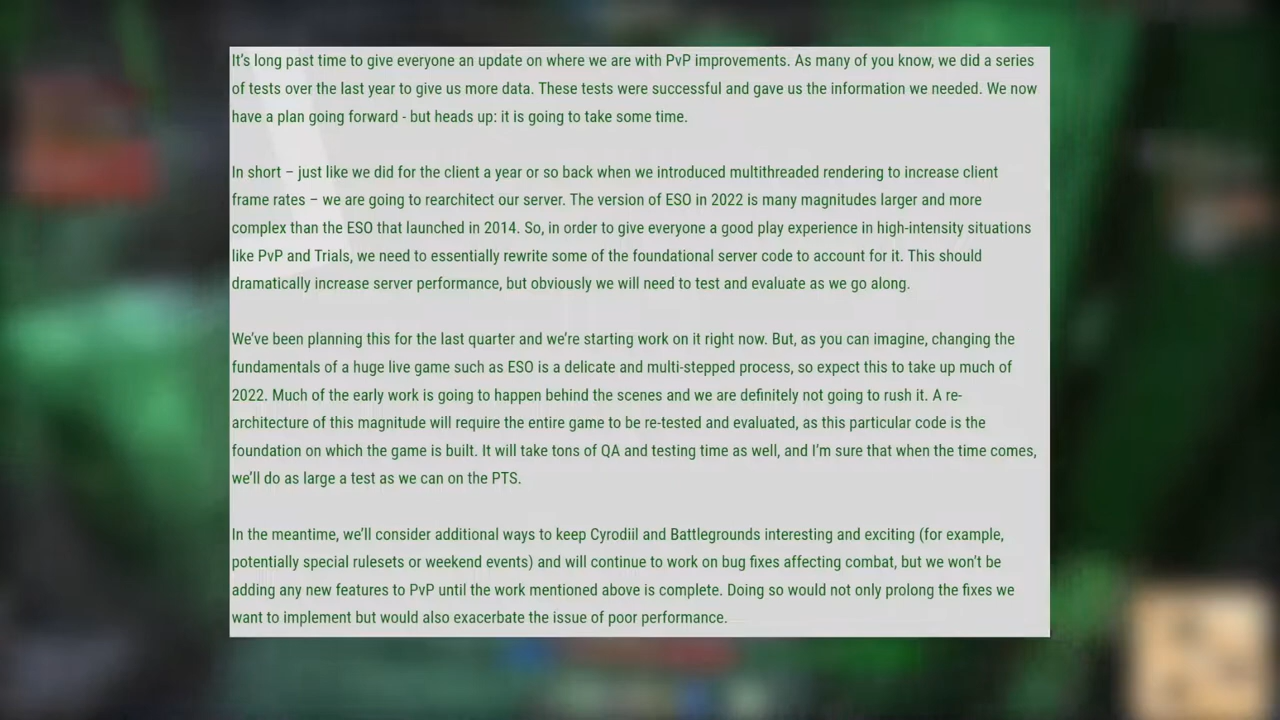 It's long past time to give everyone an update on where we are with PvP improvements. As many of you know, we did a series
of tests over the last year to give us more data. These tests were successful and gave us the information we needed. We now
have a plan going forward - but heads up: it is going to take some time.
In short – just like we did for the client a year or so back when we introduced multithreaded rendering to increase client
frame rates – we are going to rearchitect our server. The version of ESO in 2022 is many magnitudes larger and more
complex than the ESO that launched in 2014. So, in order to give everyone a good play experience in high-intensity situations
like PvP and Trials, we need to essentially rewrite some of the foundational server code to account for it. This should
dramatically increase server performance, but obviously we will need to test and evaluate as we go along.
We've been planning this for the last quarter and we're starting work on it right now. But, as you can imagine, changing the
fundamentals of a huge live game such as ESO is a delicate and multi-stepped process, so expect this to take up much of
2022. Much of the early work is going to happen behind the scenes and we are definitely not going to rush it. A re-
architecture of this magnitude will require the entire game to be re-tested and evaluated, as this particular code is the
foundation on which the game is built. It will take tons of QA and testing time as well, and I'm sure that when the time comes,
we'll do as large a test as we can on the PTS.
In the meantime, we'll consider additional ways to keep Cyrodiil and Battlegrounds interesting and exciting (for example,
potentially special rulesets or weekend events) and will continue to work on bug fixes affecting combat, but we won't be
adding any new features to PvP until the work mentioned above is complete. Doing so would not only prolong the fixes we
want to implement but would also exacerbate the issue of poor performance.